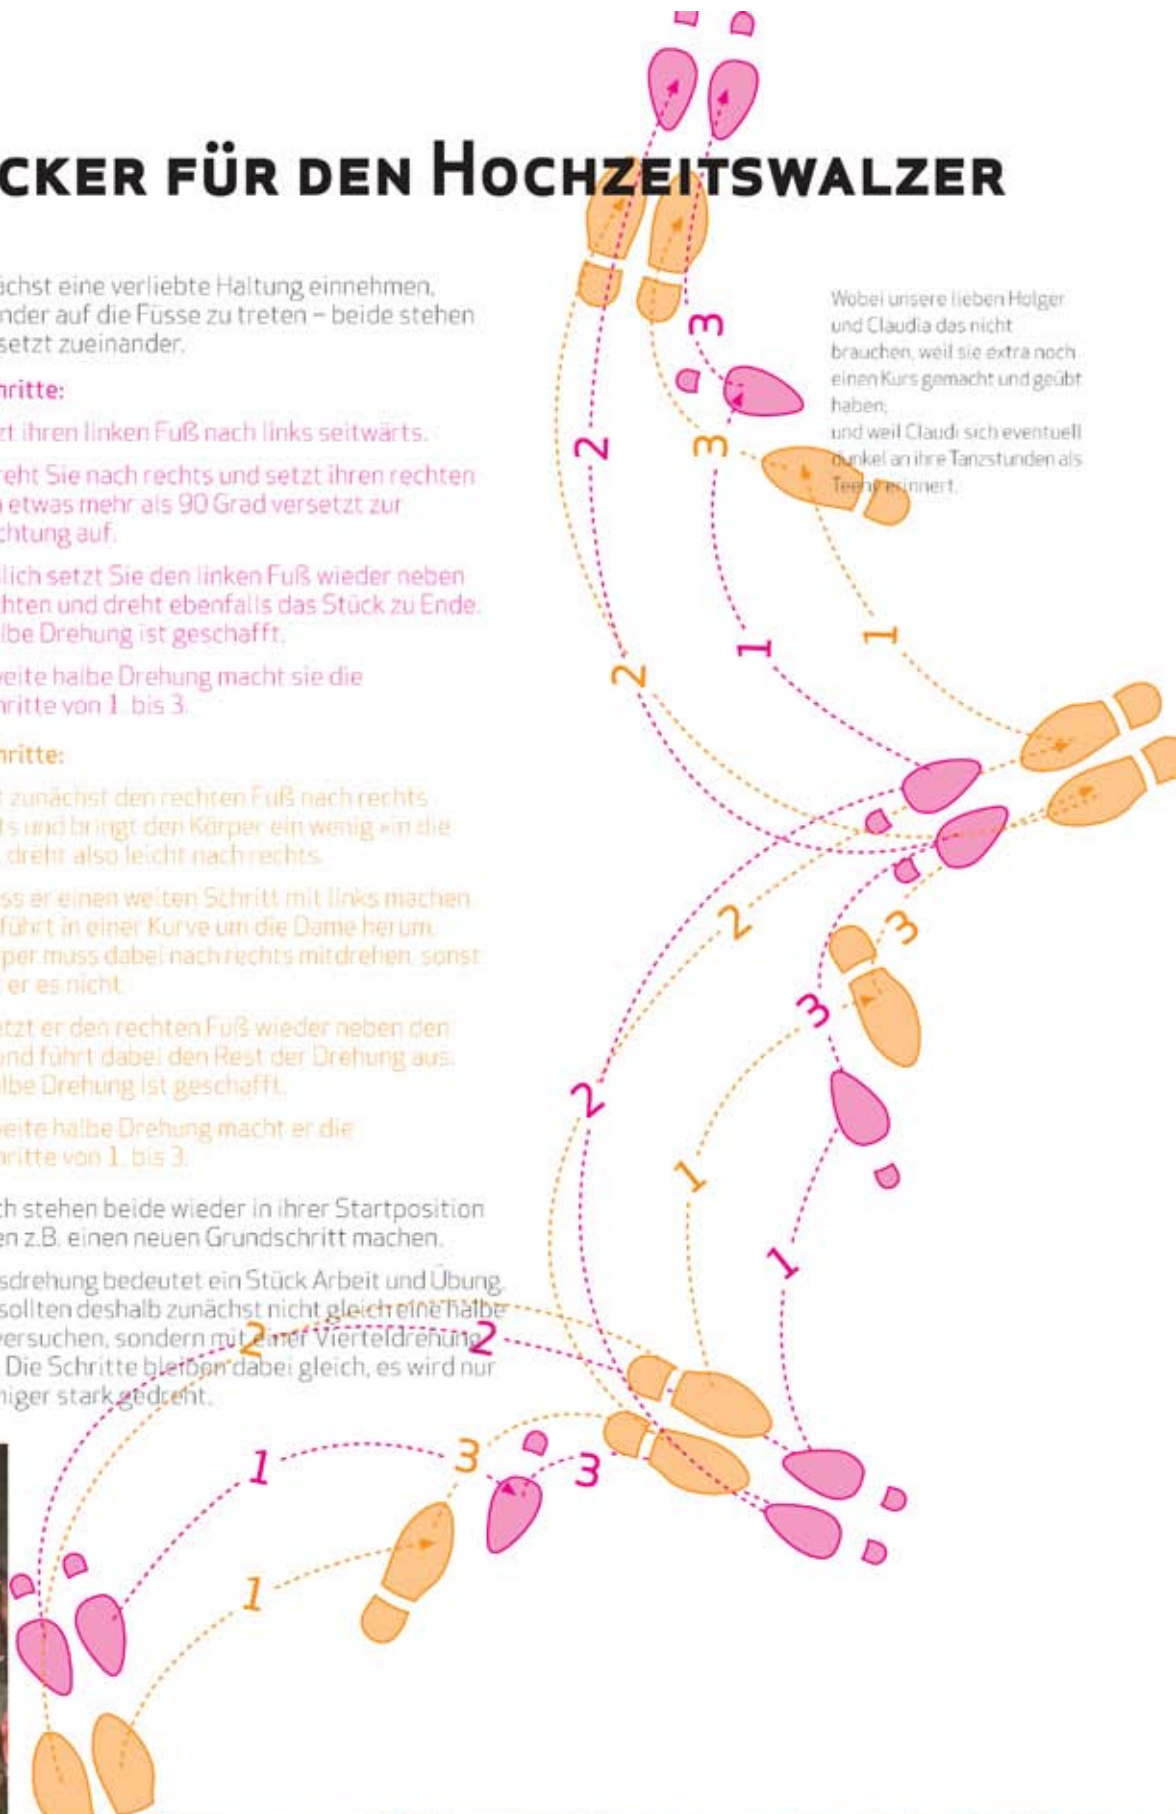 CKER FÜR DEN HOCHZEITSWALZER
ächst eine verliebte Haltung einnehmen,
nder auf die Füsse zu treten – beide stehen
setzt zueinander.
hritte:
zt ihren linken Fuß nach links seitwärts.
reht Sie nach rechts und setzt ihren rechten
etwas mehr als 90 Grad versetzt zur
chtung auf.
lich setzt Sie den linken Fuß wieder neben
chten und dreht ebenfalls das Stück zu Ende.
lbe Drehung ist geschafft.
weite halbe Drehung macht sie die
hritte von 1. bis 3.
hritte:
zunächst den rechten Fuß nach rechts
ts und bringt den Körper ein wenig »in die
dreht also leicht nach rechts.
ss er einen weiten Schritt mit links machen.
führt in einer Kurve um die Dame herum.
rper muss dabei nach rechts mitdrehen, sonst
er es nicht.
etzt er den rechten Fuß wieder neben den
und führt dabei den Rest der Drehung aus.
albe Drehung ist geschafft.
weite halbe Drehung macht er die
hritte von 1. bis 3.
ch stehen beide wieder in ihrer Startposition
en z.B. einen neuen Grundschritt machen.
sdrehung bedeutet ein Stück Arbeit und Übung.
sollten deshalb zunächst nicht gleich eine halbe
versuchen, sondern mit einer Vierteldrehung
Die Schritte bleiben dabei gleich, es wird nur
niger stark gedreht.
Wobei unsere lieben Holger
und Claudia das nicht
brauchen, weil sie extra noch
einen Kurs gemacht und geübt
haben;
und weil Claudi sich eventuell
dunkel an ihre Tanzstunden als
Teeny erinnert.
3
2
3
1
1
2
2
3
3
2
1
1
2
2
1
3
3
1